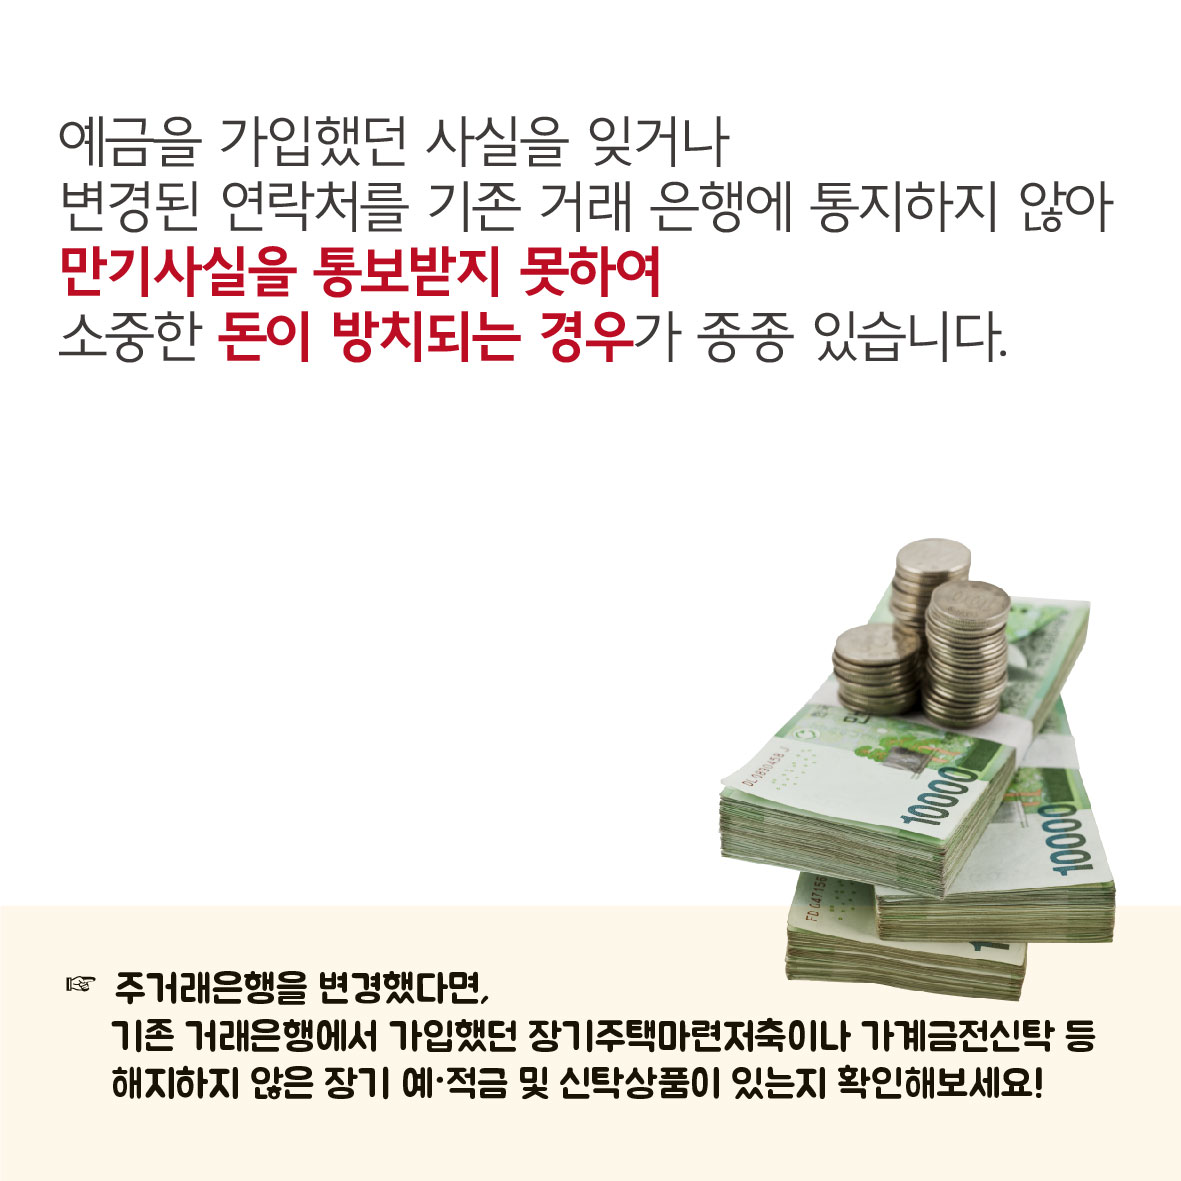 예금을 가입했던 사실을 잊거나
변경된 연락처를 기존 거래 은행에 통지하지 않아
만기사실을 통보받지 못하여
소중한 돈이 방치되는 경우가 종종 있습니다.
DL0830458J
10000
10000
FD047156
☞ 주거래은행을 변경했다면,
기존 거래은행에서 가입했던 장기주택마련저축이나 가계금전신탁 등
해지하지 않은 장기 예·적금 및 신탁상품이 있는지 확인해보세요!